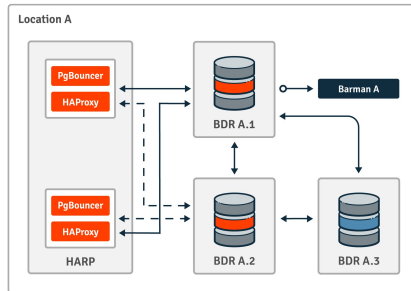 Location A
PgBouncer
HAProxy
BDR A.1
Barman A
PgBouncer
HAProxy
HARP
BDR A.2
BDR A.3